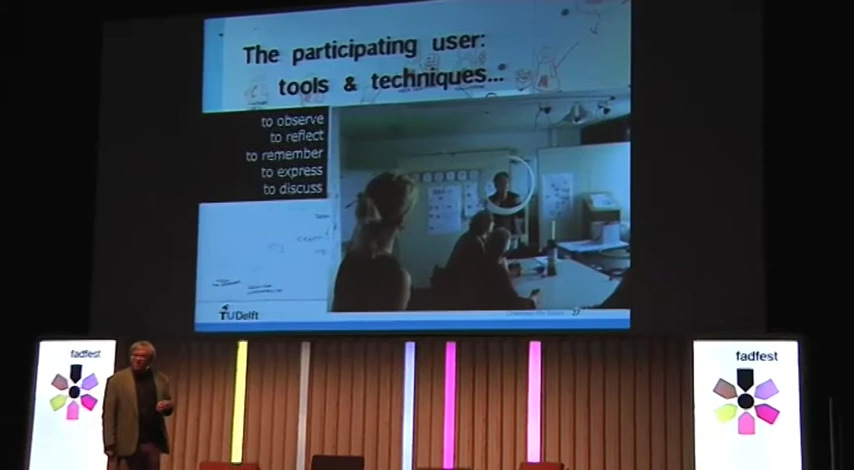 The participating user:
tools & techniques...
to observe
to reflect
to remember
to express
to discuss
TU Delft
27
fadfest
fadfest